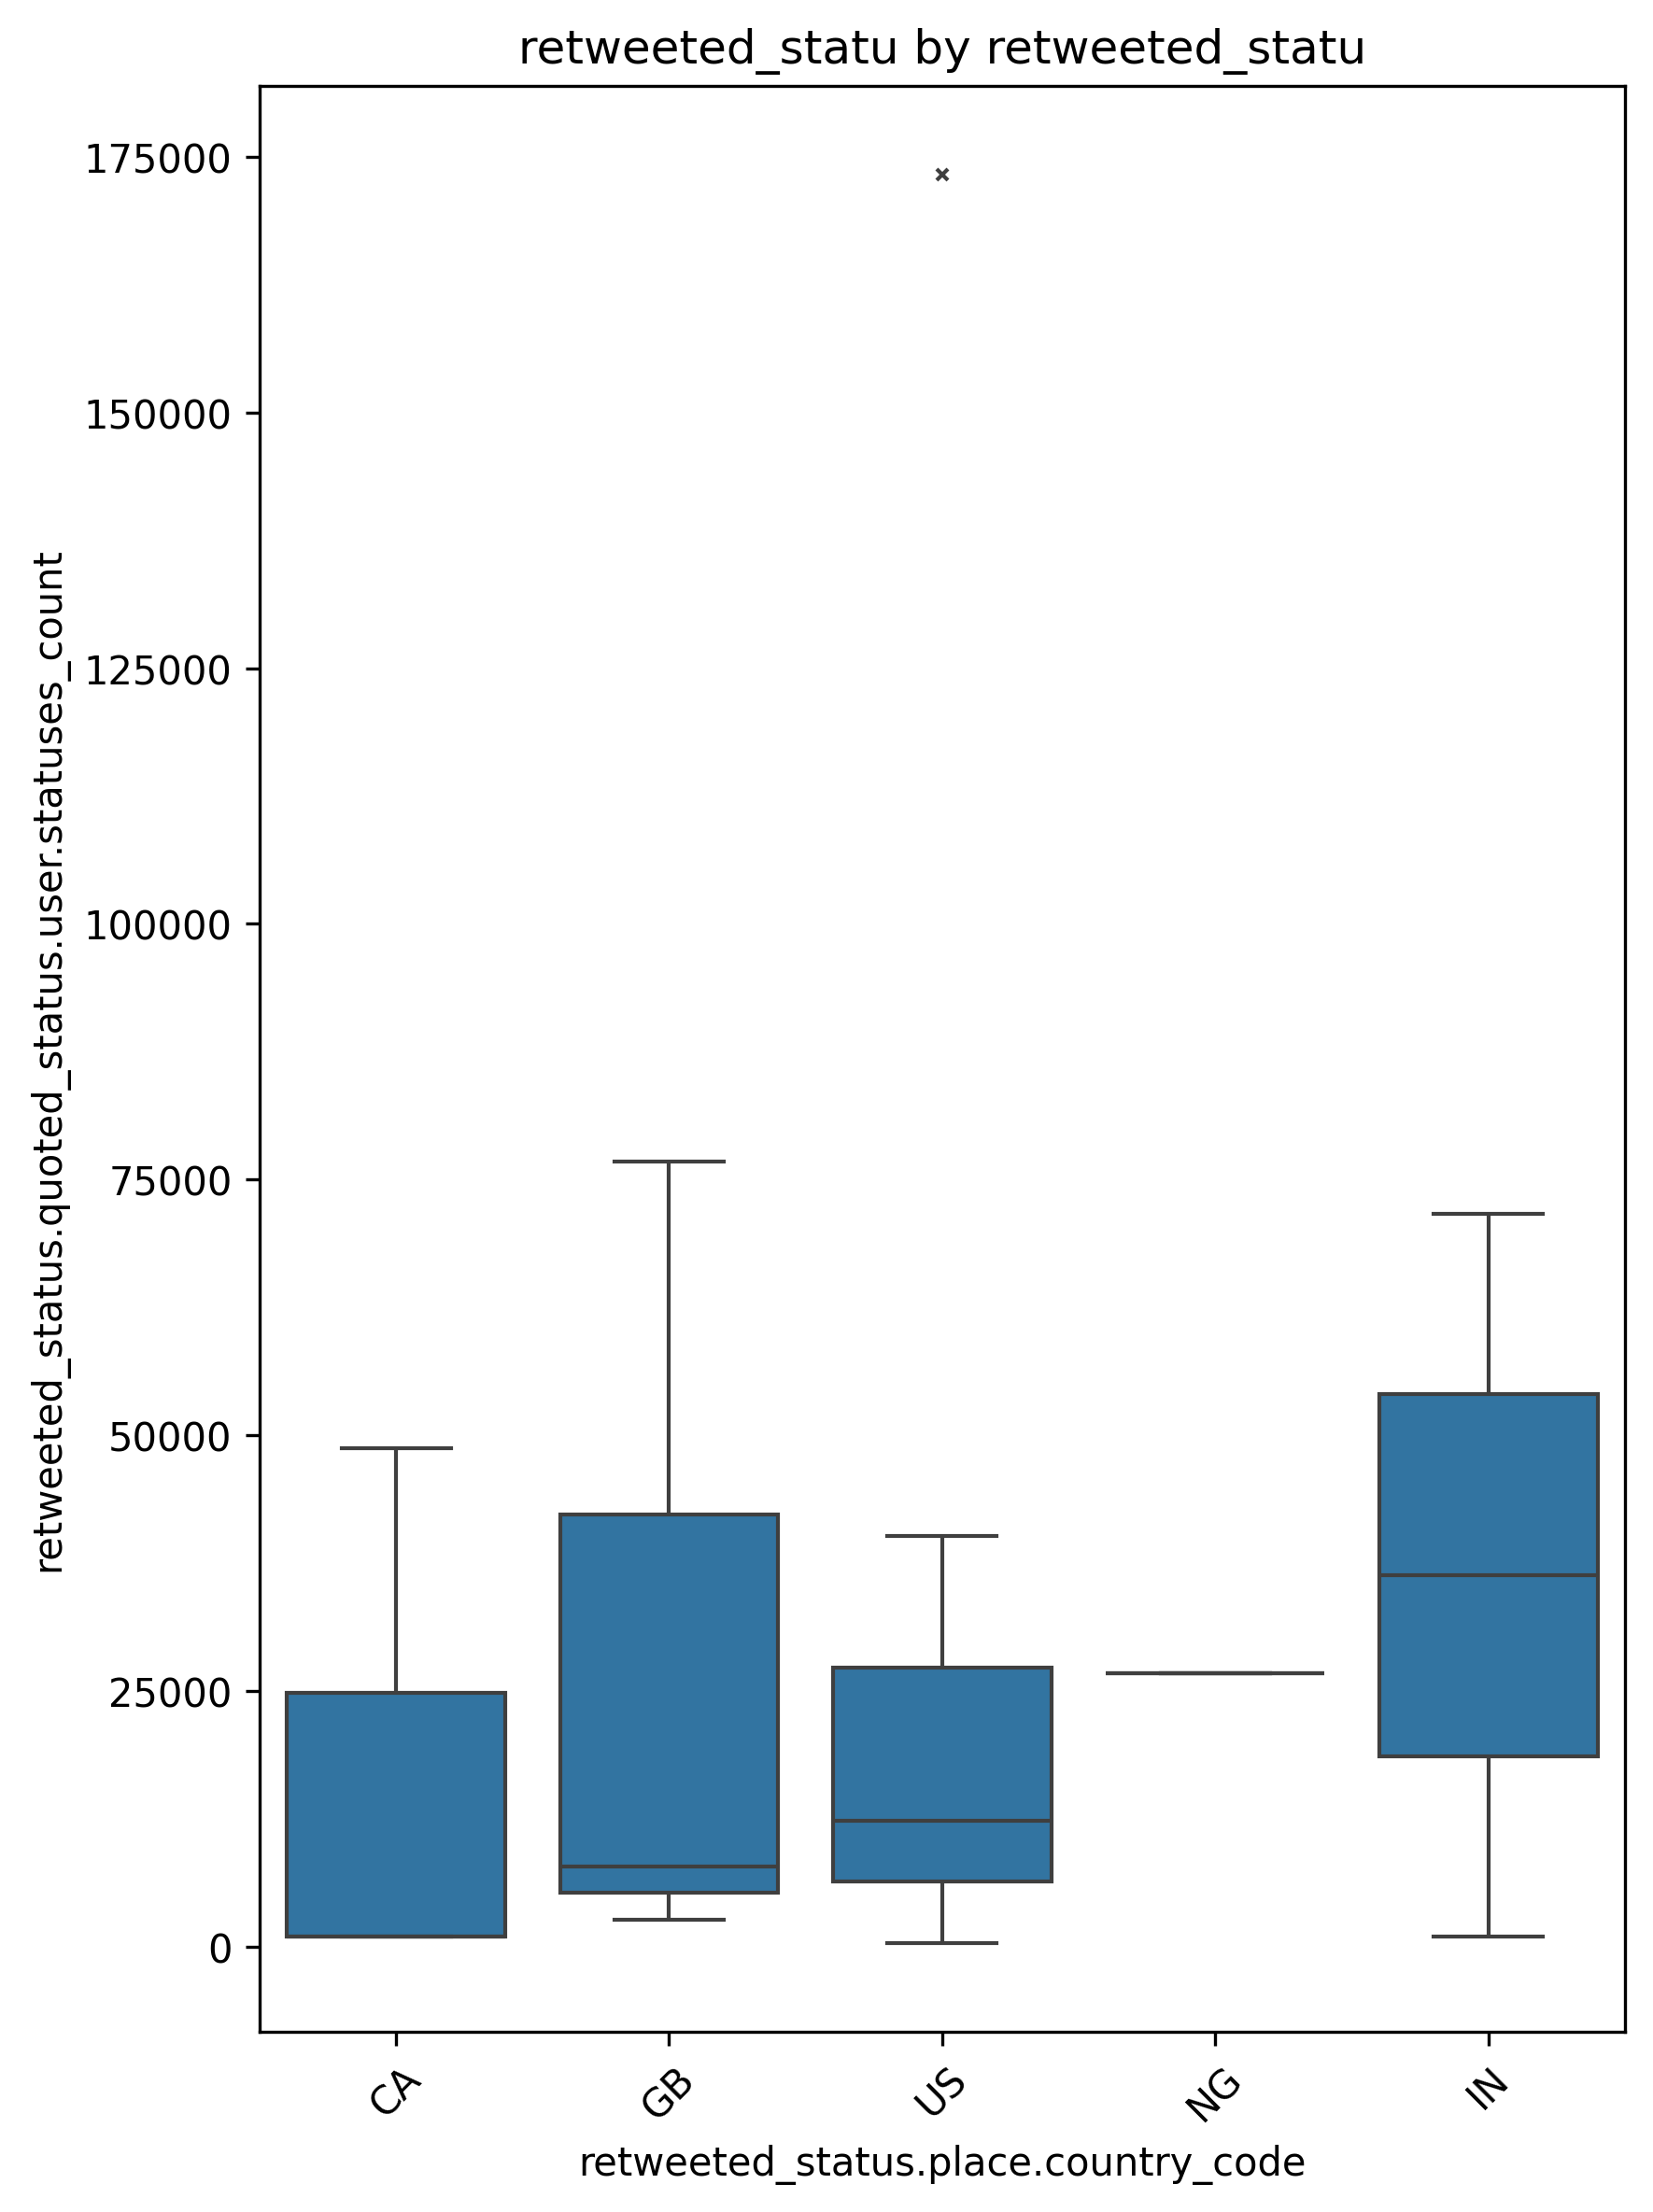 retweeted_statu by retweeted_statu
retweeted_status.quoted_status.user.statuses_count
175000
150000
125000
100000
75000
50000
25000
0
CA
GB
US
NG
IN
retweeted_status.place.country_code